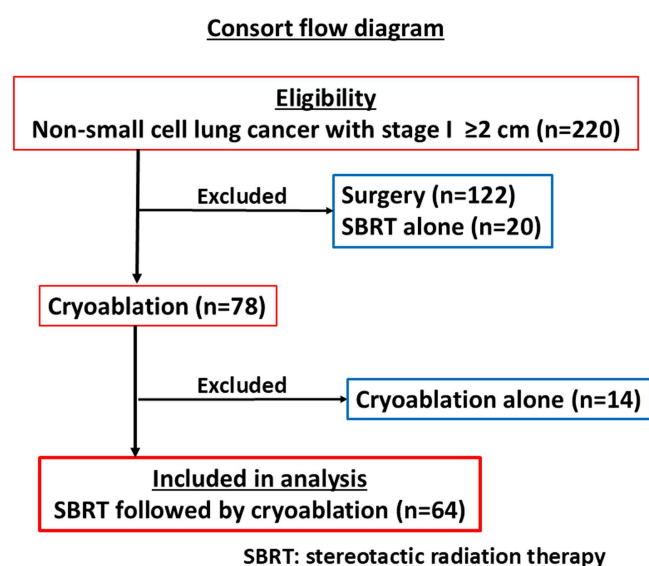 Consort flow diagram
Eligibility
Non-small cell lung cancer with stage I ≥2 cm (n=220)
Excluded
Surgery (n=122)
SBRT alone (n=20)
Cryoablation (n=78)
Excluded
Cryoablation alone (n=14)
Included in analysis
SBRT followed by cryoablation (n=64)
SBRT: stereotactic radiation therapy